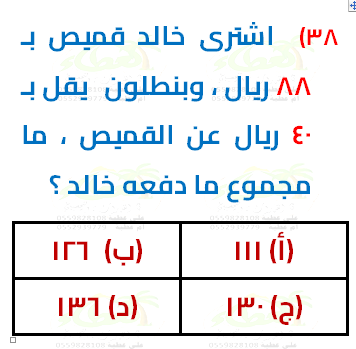 ٣٨) اشترى خالد قميص بـ
٨٨ ريال ، وبنطلون يقل بـ
٤٠ ريال عن القميص ، ما
مجموع ما دفعه خالد ؟
(أ) ١١١
(ب) ١٢٦
(ج) ١٣٠
(د) ١٣٦